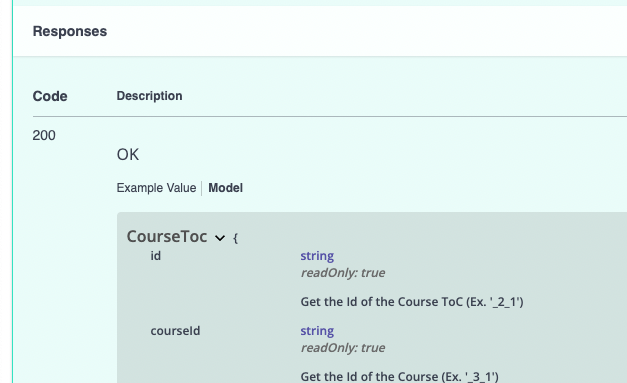 Responses
Code Description
200
OK
Example Value Model
CourseToc {
id string
readOnly: true
Get the Id of the Course ToC (Ex. '_2_1')
courseId string
readOnly: true
Get the Id of the Course (Ex. '_3_1')